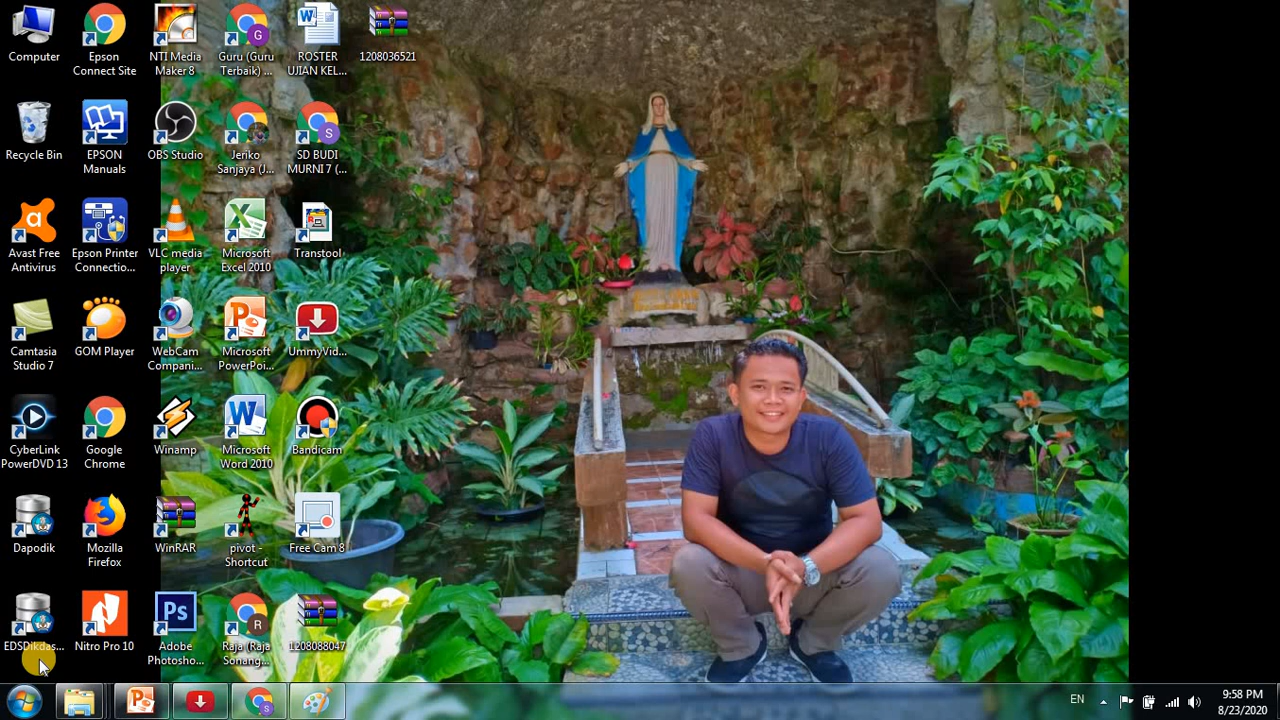 Computer
Epson
Connect Site
NTI Media
Maker 8
Guru (Guru
Terbaik) ...
ROSTER
UJIAN KEL...
1208036521
Recycle Bin
EPSON
Manuals
OBS Studio
Jeriko
Sanjaya (J...
SD BUDI
MURNI 7 (...
Avast Free
Antivirus
Epson Printer
Connectio...
VLC media
player
Microsoft
Excel 2010
Transtool
Camtasia
Studio 7
GOM Player
WebCam
Compani...
Microsoft
PowerPoi...
UmmyVid...
CyberLink
PowerDVD 13
Google
Chrome
Winamp
Microsoft
Word 2010
Bandicam
Dapodik
Mozilla
Firefox
WinRAR
pivot -
Shortcut
Free Cam 8
EDSDikdas...
Nitro Pro 10
Adobe
Photosho...
Raja (Raja
Sonang...
1208088047
EN
9:58 PM
8/23/2020